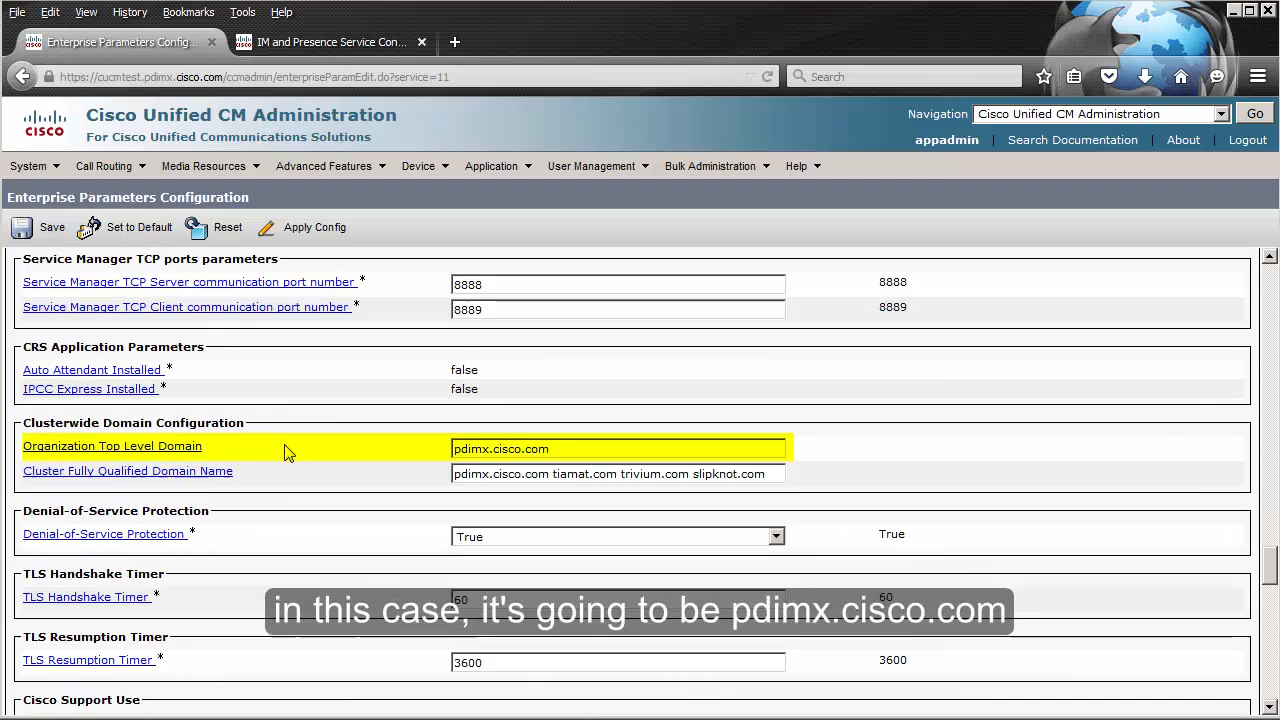 File Edit View History Bookmarks Tools Help
Enterprise Parameters Config... × IM and Presence Service Con... × +
https://cucmtest.pdimx.cisco.com/ccmadmin/enterpriseParamEdit.do?service=11 Search
CISCO
Cisco Unified CM Administration
For Cisco Unified Communications Solutions
Navigation Cisco Unified CM Administration Go
appadmin Search Documentation About Logout
System Call Routing Media Resources Advanced Features Device Application User Management Bulk Administration Help
Enterprise Parameters Configuration
Save Set to Default Reset Apply Config
Service Manager TCP ports parameters
Service Manager TCP Server communication port number * 8888 8888
Service Manager TCP Client communication port number * 8889 8889
CRS Application Parameters
Auto Attendant Installed * false
IPCC Express Installed * false
Clusterwide Domain Configuration
Organization Top Level Domain pdimx.cisco.com
Cluster Fully Qualified Domain Name pdimx.cisco.com tiamat.com trivium.com slipknot.com
Denial-of-Service Protection
Denial-of-Service Protection * True True
TLS Handshake Timer
TLS Handshake Timer * 60 60
in this case, it's going to be pdimx.cisco.com
TLS Resumption Timer
TLS Resumption Timer * 3600 3600
Cisco Support Use